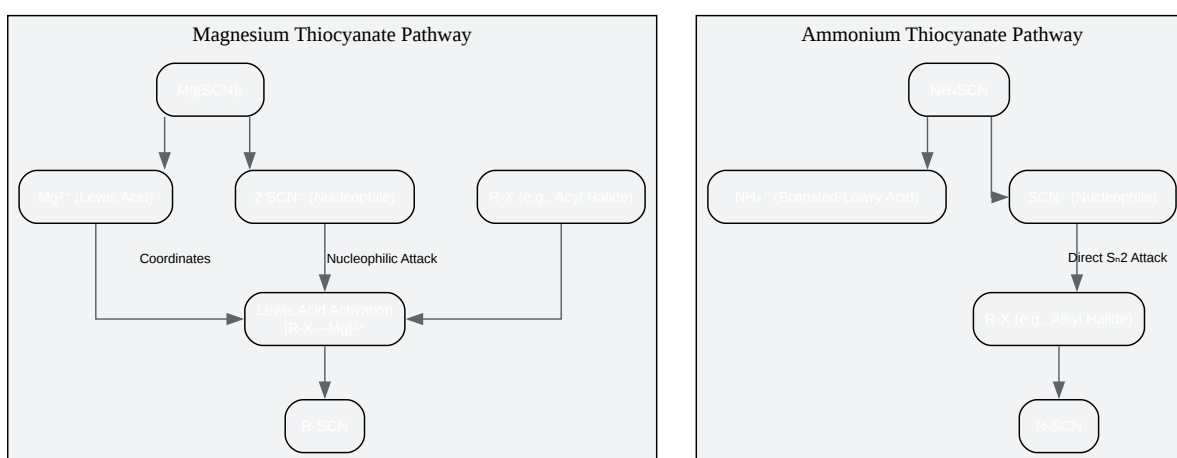 Magnesium Thiocyanate Pathway
Mg(SCN)₂
Mg²⁺ (Lewis Acid)
2 SCN⁻ (Nucleophile)
R-X (e.g., Acyl Halide)
Coordinates
Nucleophilic Attack
Lewis Acid Activation
[R-X---Mg]²⁺
R-SCN
Ammonium Thiocyanate Pathway
NH₄SCN
NH₄⁺ (Brønsted-Lowry Acid)
SCN⁻ (Nucleophile)
Direct Sₙ2 Attack
R-X (e.g., Alkyl Halide)
R-SCN